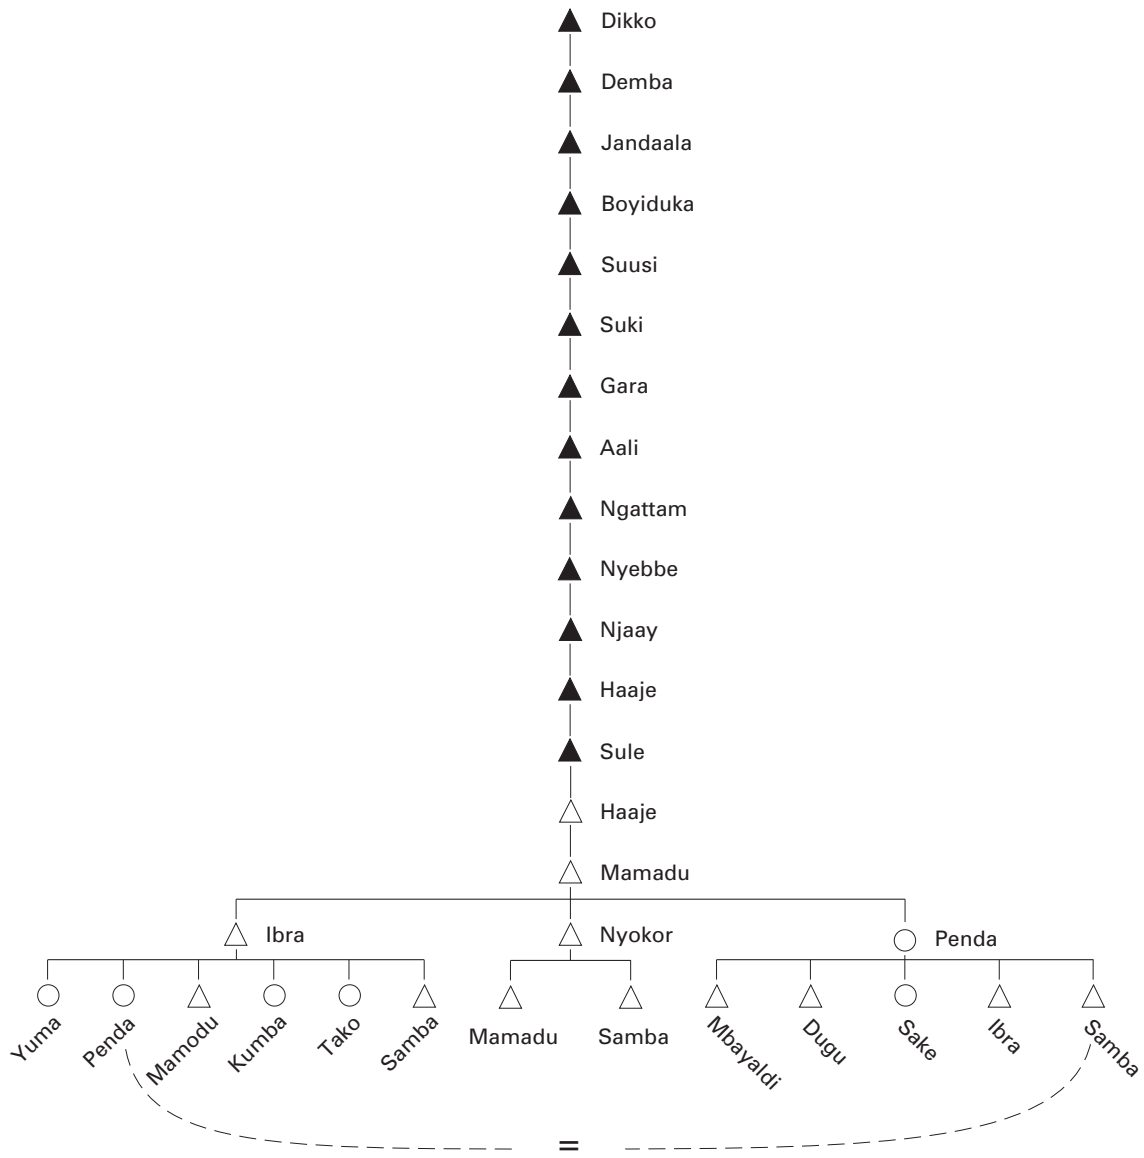 Dikko
Demba
Jandaala
Boyiduka
Suusi
Suki
Gara
Aali
Ngattam
Nyebbe
Njaay
Haaje
Sule
Haaje
Mamadu
Ibra
Nyokor
Penda
Yuma
Penda
Mamodu
Kumba
Tako
Samba
Mamadu
Samba
Mbayaldi
Dugu
Sake
Ibra
Samba
=